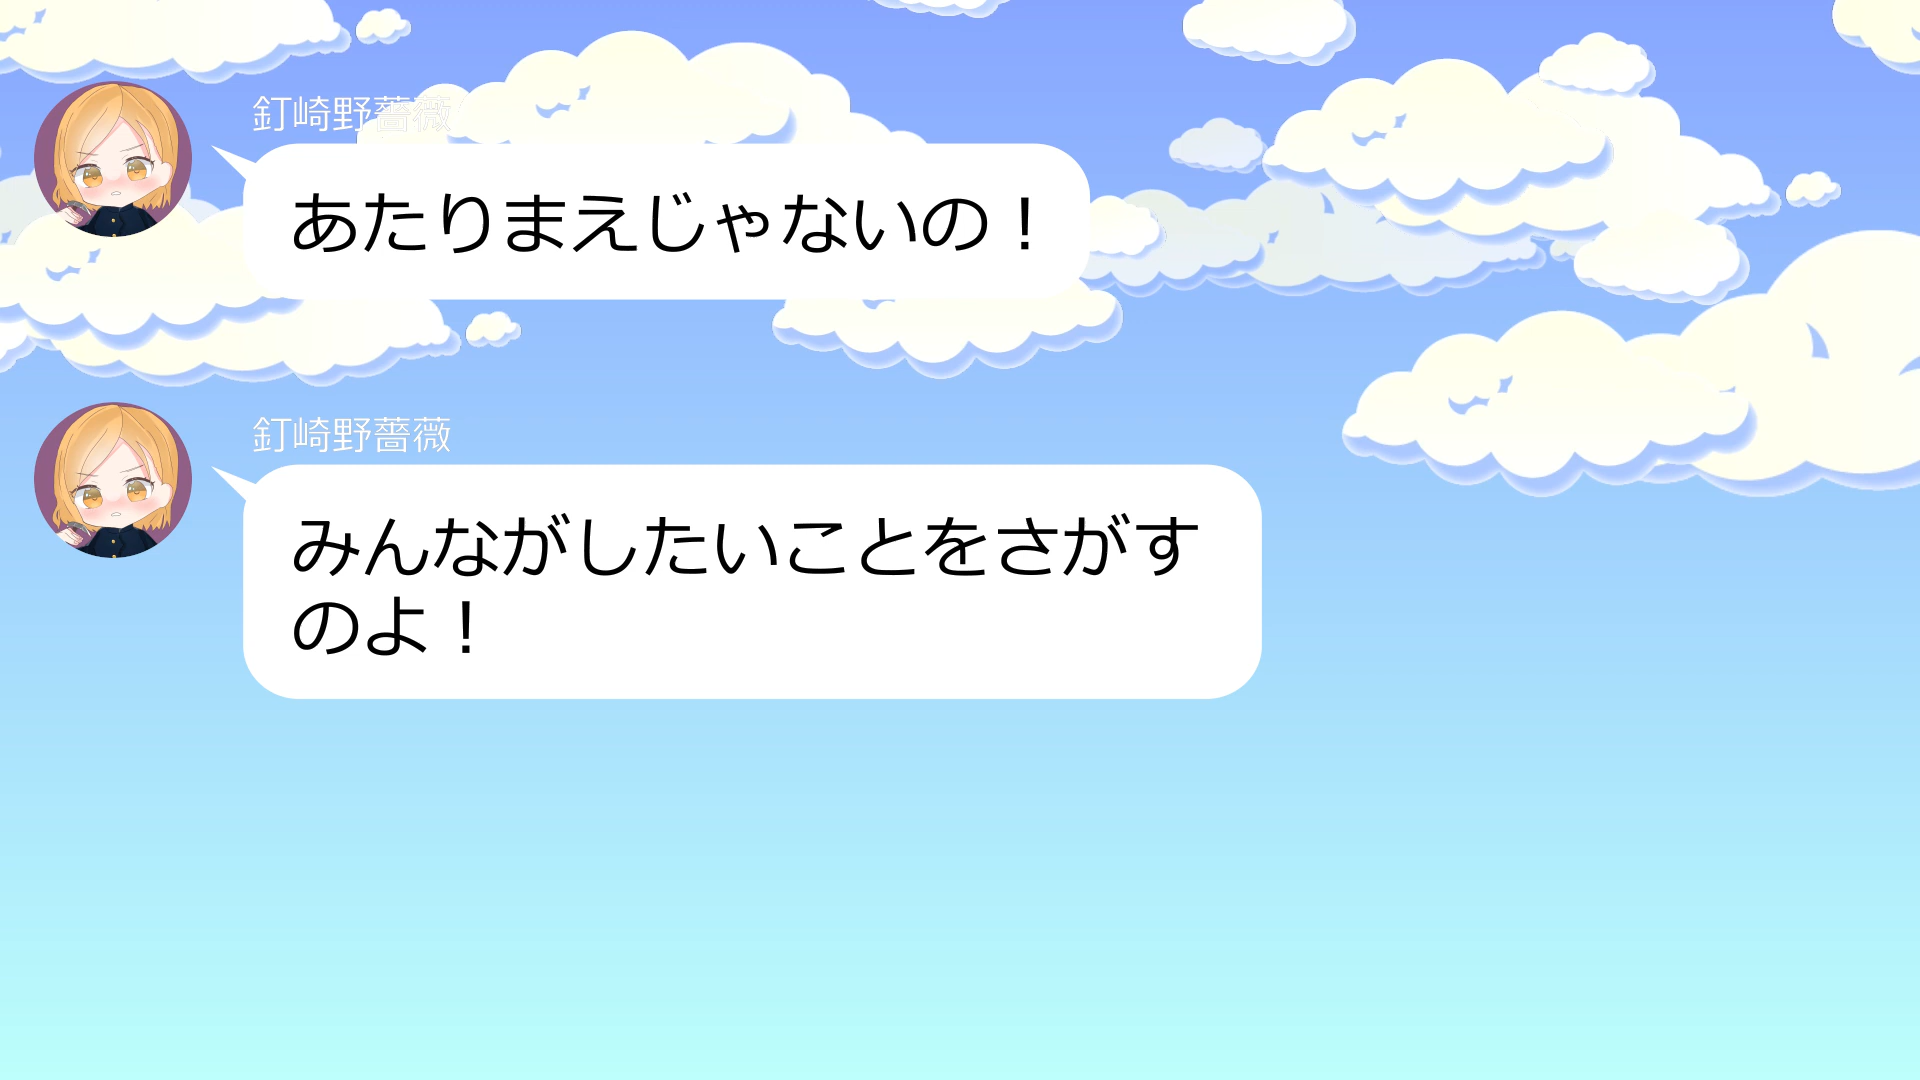 釘崎野薔薇
あたりまえじゃないの！
釘崎野薔薇
みんながしたいことをさがす
のよ！